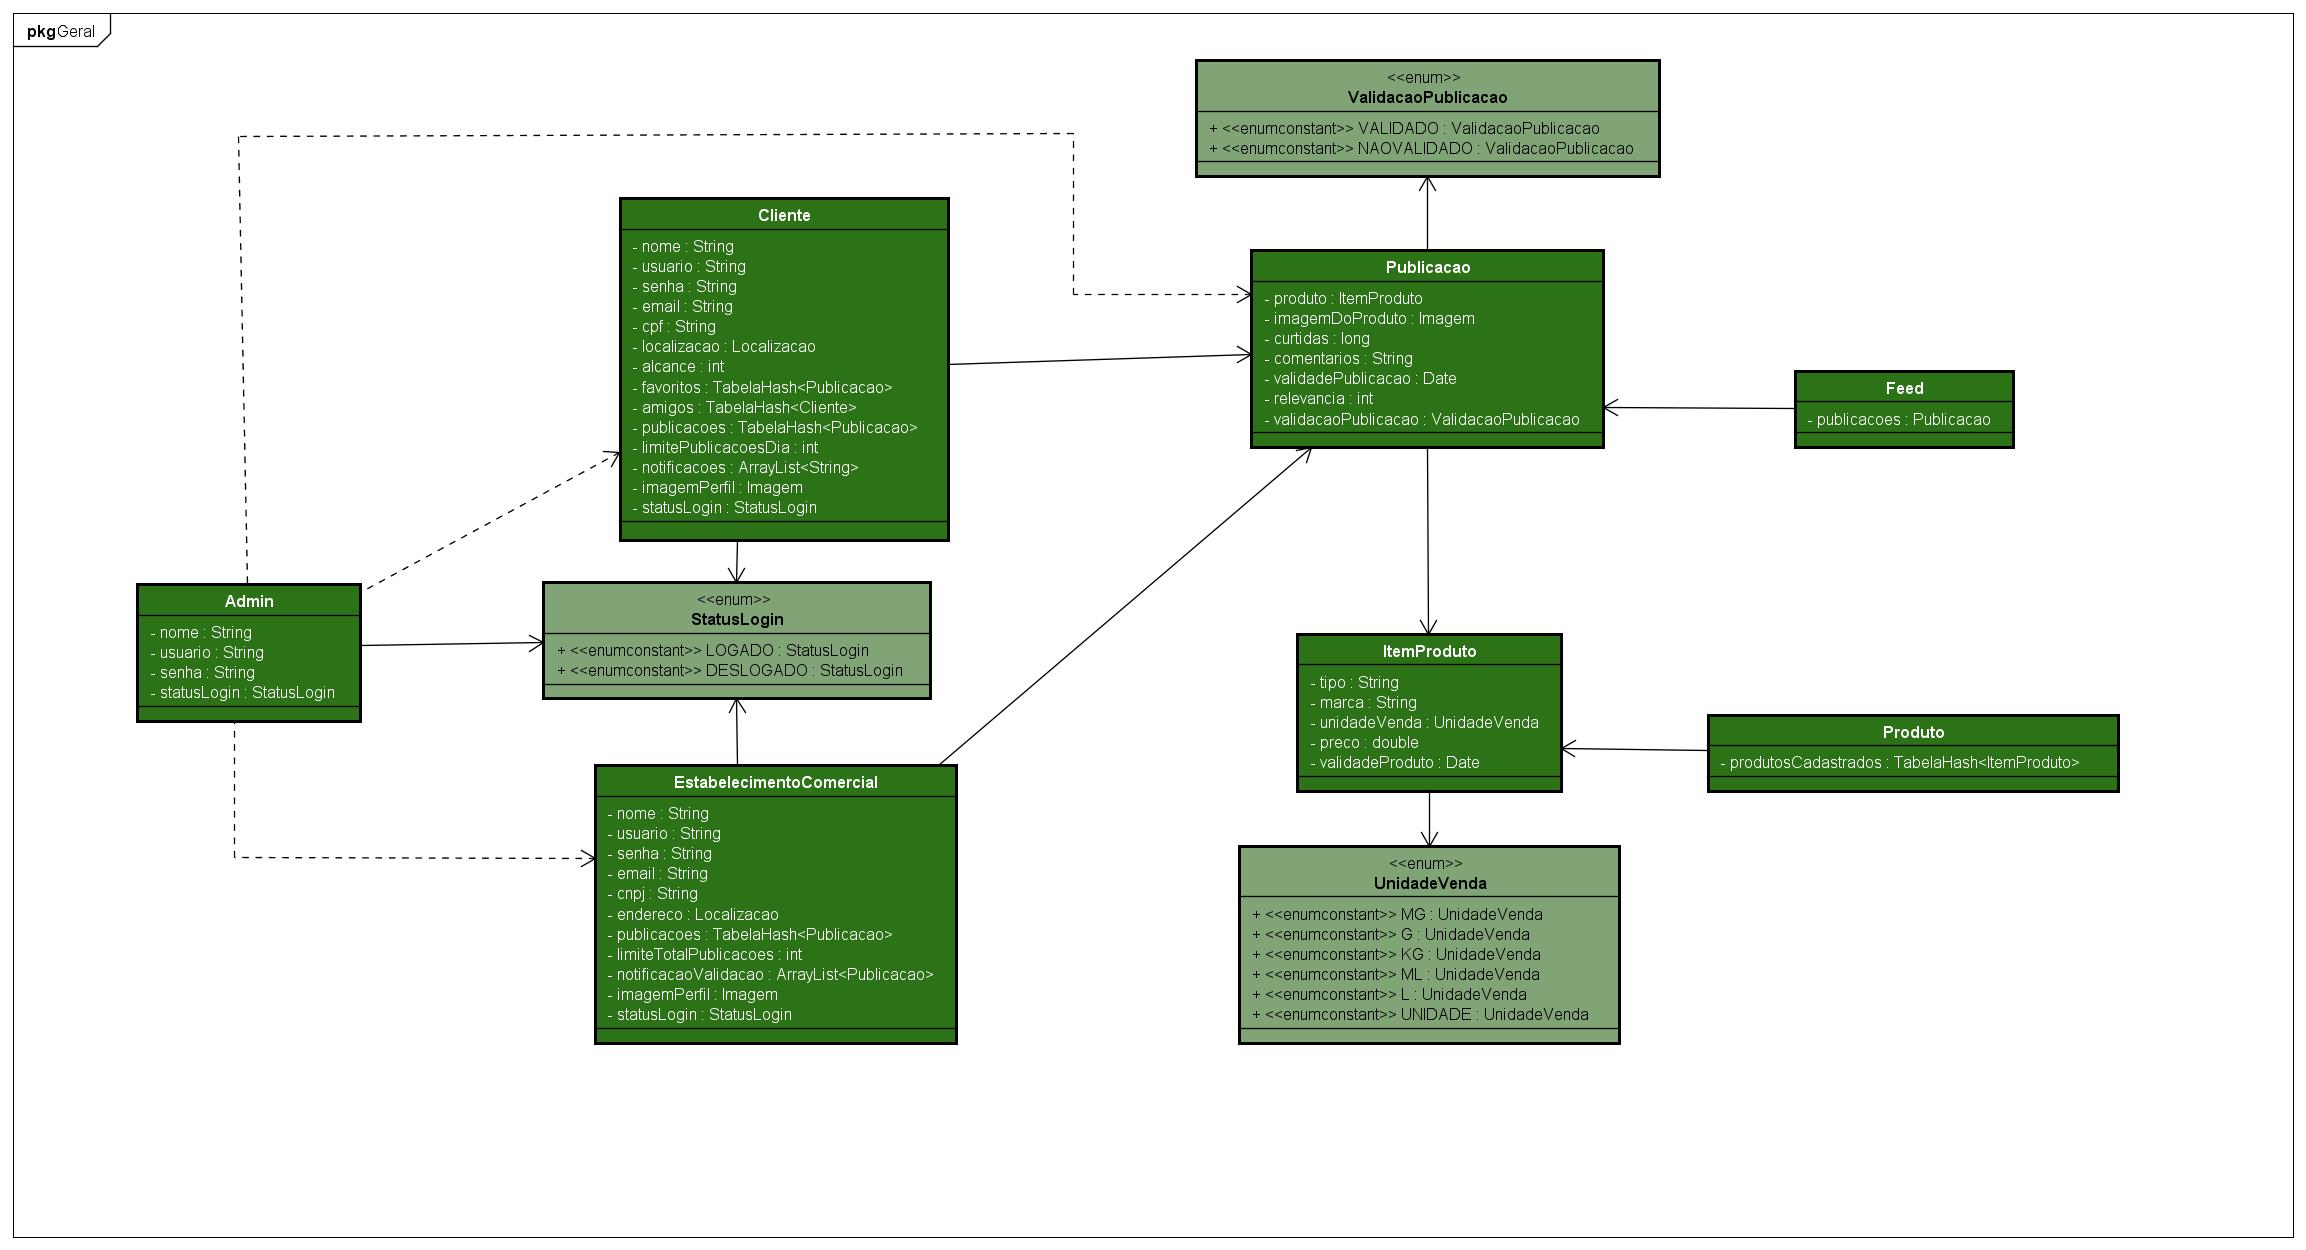 pkg Geral
<<enum>>
ValidacaoPublicacao
+ <<enumconstant>> VALIDADO : ValidacaoPublicacao
+ <<enumconstant>> NAOVALIDADO : ValidacaoPublicacao
Cliente
- nome : String
- usuario : String
- senha : String
- email : String
- cpf : String
- localizacao : Localizacao
- alcance : int
- favoritos : TabelaHash<Publicacao>
- amigos : TabelaHash<Cliente>
- publicacoes : TabelaHash<Publicacao>
- limitePublicacoesDia : int
- notificacoes : ArrayList<String>
- imagemPerfil : Imagem
- statusLogin : StatusLogin
Publicacao
- produto : ItemProduto
- imagemDoProduto : Imagem
- curtidas : long
- comentarios : String
- validadePublicacao : Date
- relevancia : int
- validacaoPublicacao : ValidacaoPublicacao
Feed
- publicacoes : Publicacao
Admin
- nome : String
- usuario : String
- senha : String
- statusLogin : StatusLogin
<<enum>>
StatusLogin
+ <<enumconstant>> LOGADO : StatusLogin
+ <<enumconstant>> DESLOGADO : StatusLogin
ItemProduto
- tipo : String
- marca : String
- unidadeVenda : UnidadeVenda
- preco : double
- validadeProduto : Date
Produto
- produtosCadastrados : TabelaHash<ItemProduto>
EstabelecimentoComercial
- nome : String
- usuario : String
- senha : String
- email : String
- cnpj : String
- endereco : Localizacao
- publicacoes : TabelaHash<Publicacao>
- limiteTotalPublicacoes : int
- notificacaoValidacao : ArrayList<Publicacao>
- imagemPerfil : Imagem
- statusLogin : StatusLogin
<<enum>>
UnidadeVenda
+ <<enumconstant>> MG : UnidadeVenda
+ <<enumconstant>> G : UnidadeVenda
+ <<enumconstant>> KG : UnidadeVenda
+ <<enumconstant>> ML : UnidadeVenda
+ <<enumconstant>> L : UnidadeVenda
+ <<enumconstant>> UNIDADE : UnidadeVenda